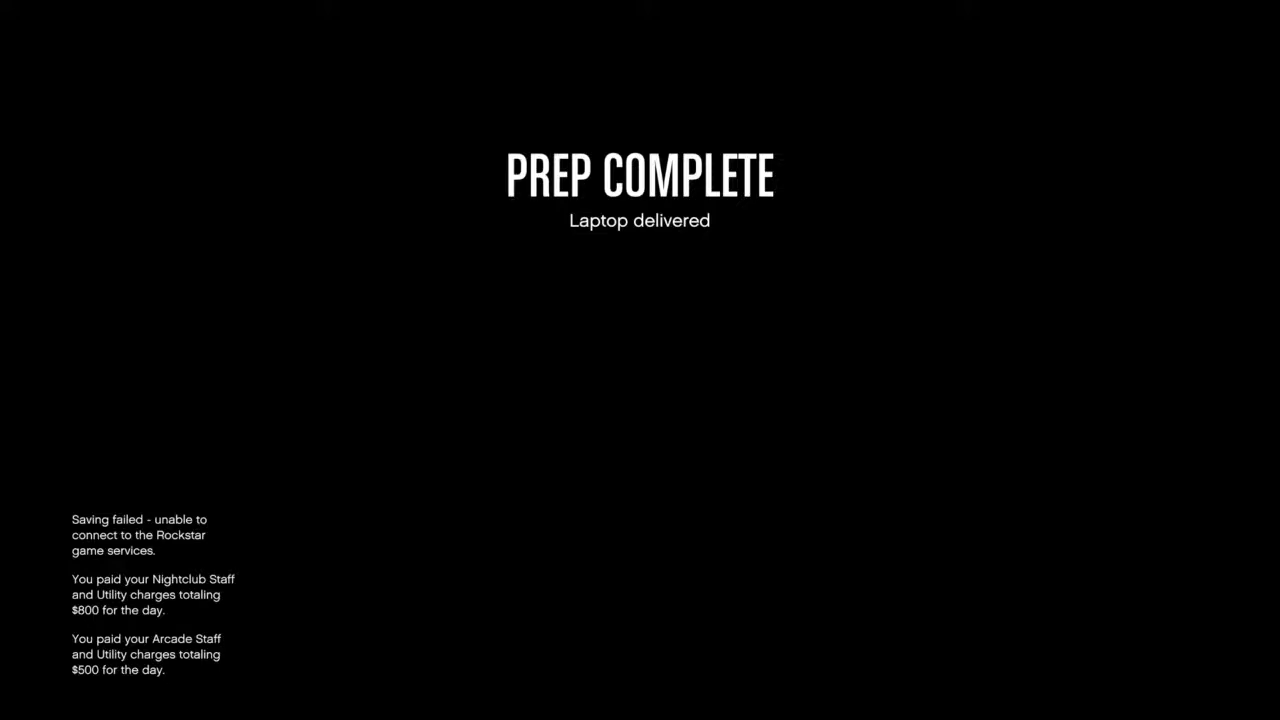 PREP COMPLETE
Laptop delivered
Saving failed - unable to
connect to the Rockstar
game services.
You paid your Nightclub Staff
and Utility charges totaling
$800 for the day.
You paid your Arcade Staff
and Utility charges totaling
$500 for the day.